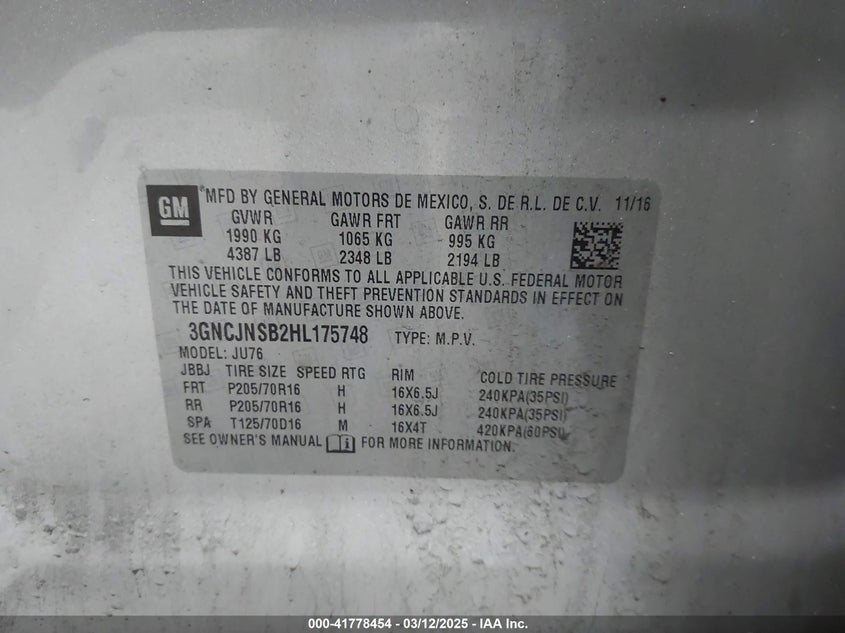 GM
®MFD BY GENERAL MOTORS DE MEXICO, S. DE R.L. DE C.V. 11/16
GVWR GAWR FRT GAWR RR
1990 KG 1065 KG 995 KG
4387 LB 2348 LB 2194 LB
THIS VEHICLE CONFORMS TO ALL APPLICABLE U.S. FEDERAL MOTOR
VEHICLE SAFETY AND THEFT PREVENTION STANDARDS IN EFFECT ON
THE DATE OF MANUFACTURE SHOWN ABOVE.
3GNCJNSB2HL175748 TYPE: M.P.V.
MODEL: JU76
JBBJ TIRE SIZE SPEED RTG RIM COLD TIRE PRESSURE
FRT P205/70R16 H 16X6.5J 240KPA(35PSI)
RR P205/70R16 H 16X6.5J 240KPA(35PSI)
SPA T125/70D16 M 16X4T 420KPA(60PSI)
SEE OWNER'S MANUAL FOR MORE INFORMATION.
000-41778454 - 03/12/2025 - IAA Inc.